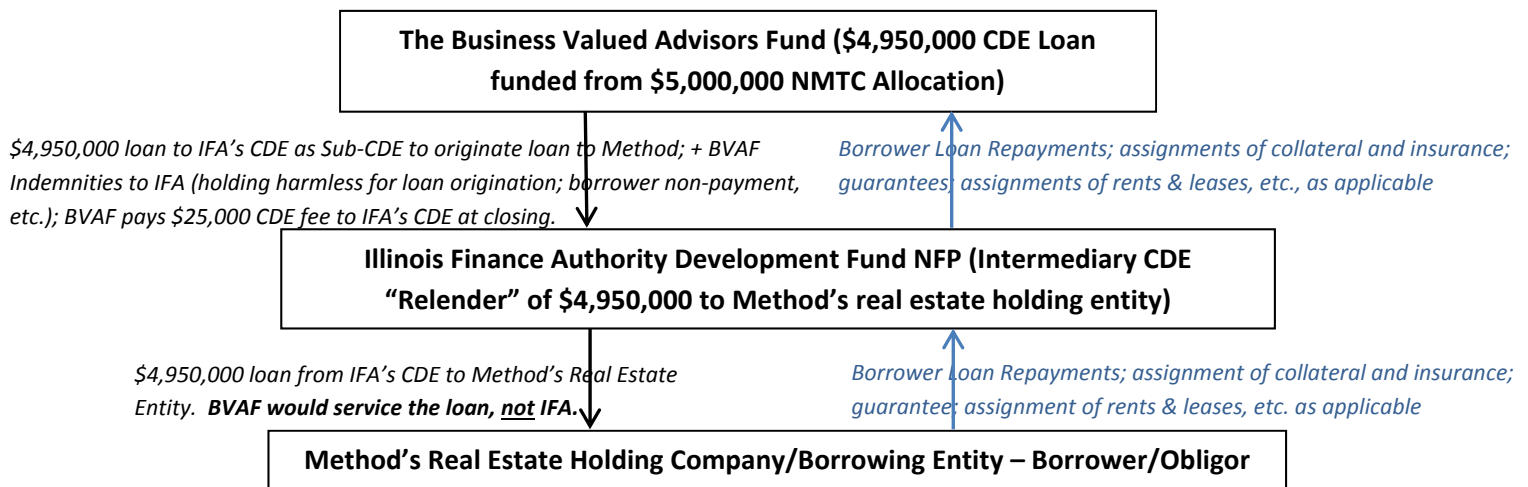 The Business Valued Advisors Fund ($4,950,000 CDE Loan
funded from $5,000,000 NMTC Allocation)
$4,950,000 loan to IFA’s CDE as Sub-CDE to originate loan to Method; + BVAF
Indemnities to IFA (holding harmless for loan origination; borrower non-payment,
etc.); BVAF pays $25,000 CDE fee to IFA’s CDE at closing.
Borrower Loan Repayments; assignments of collateral and insurance;
guarantees; assignments of rents & leases, etc., as applicable
Illinois Finance Authority Development Fund NFP (Intermediary CDE
“Relender” of $4,950,000 to Method’s real estate holding entity)
$4,950,000 loan from IFA’s CDE to Method’s Real Estate
Entity. BVAF would service the loan, not IFA.
Borrower Loan Repayments; assignment of collateral and insurance;
guarantee; assignment of rents & leases, etc. as applicable
Method’s Real Estate Holding Company/Borrowing Entity – Borrower/Obligor